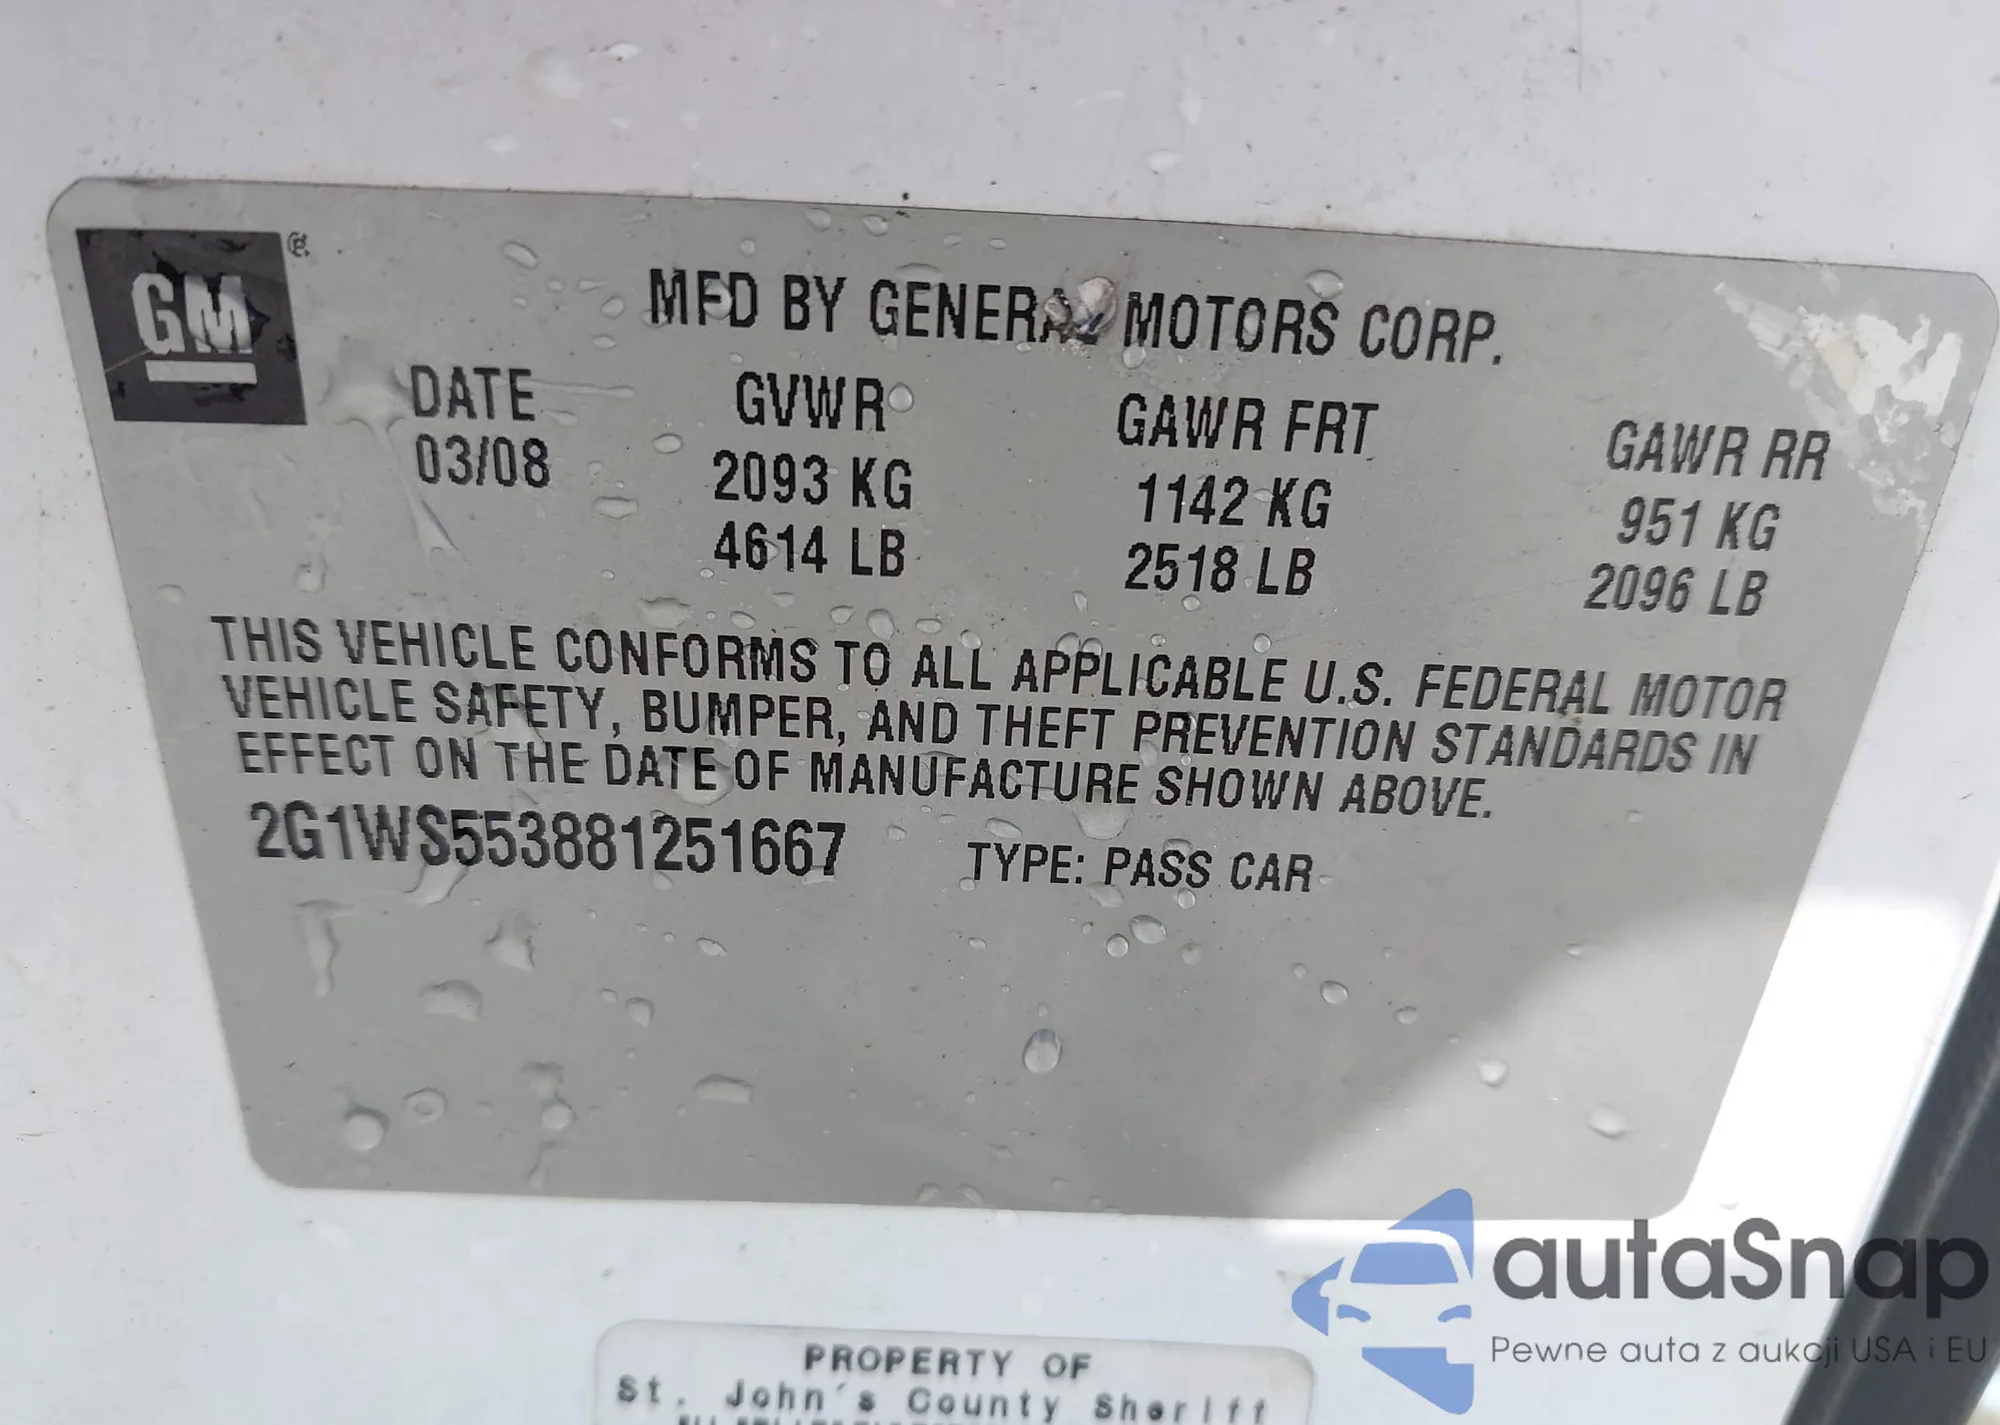 GM ®
MFD BY GENERAL MOTORS CORP.
DATE GVWR GAWR FRT GAWR RR
03/08 2093 KG 1142 KG 951 KG
4614 LB 2518 LB 2096 LB
THIS VEHICLE CONFORMS TO ALL APPLICABLE U.S. FEDERAL MOTOR
VEHICLE SAFETY, BUMPER, AND THEFT PREVENTION STANDARDS IN
EFFECT ON THE DATE OF MANUFACTURE SHOWN ABOVE.
2G1WS553881251667 TYPE: PASS CAR
PROPERTY OF
St. John's County Sheriff
autaSnap
Pewne auta z aukcji USA i EU